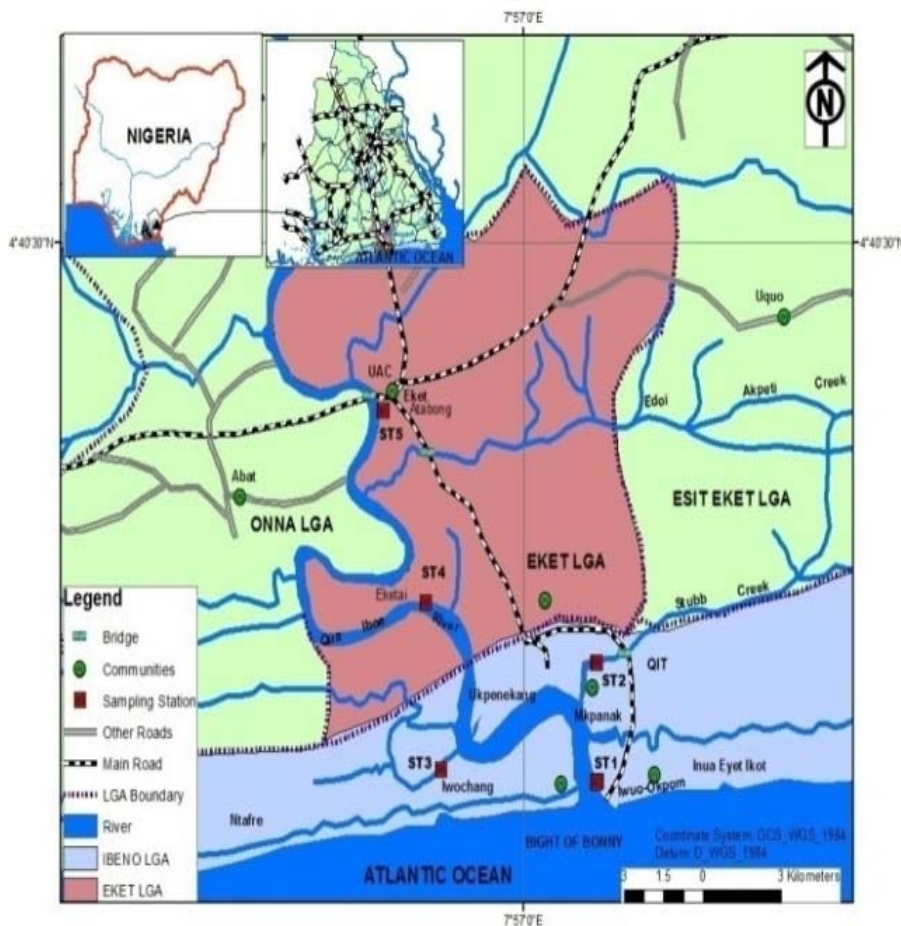 7°57'0"E
NIGERIA
ATLANTIC OCEAN
N
4°40'30"N
4°40'30"N
Uquo
UAC
Eket
Atabong
ST5
Edoi
Akpeti
Creek
Abat
ONNA LGA
ESIT EKET LGA
ST4
EKET LGA
Eketai
Qua Iboe River
Stubb Creek
QIT
ST2
Ukpenekang
Mkpanak
ST3
Iwochang
ST1
Inua Eyet Ikot
Iwuo-Okpom
Ntafre
BIGHT OF BONNY
ATLANTIC OCEAN
Coordinate System: GCS_WGS_1984
Datum: D_WGS_1984
3 1.5 0 3 Kilometers
Legend
Bridge
Communities
Sampling Station
Other Roads
Main Road
LGA Boundary
River
IBENO LGA
EKET LGA
7°57'0"E